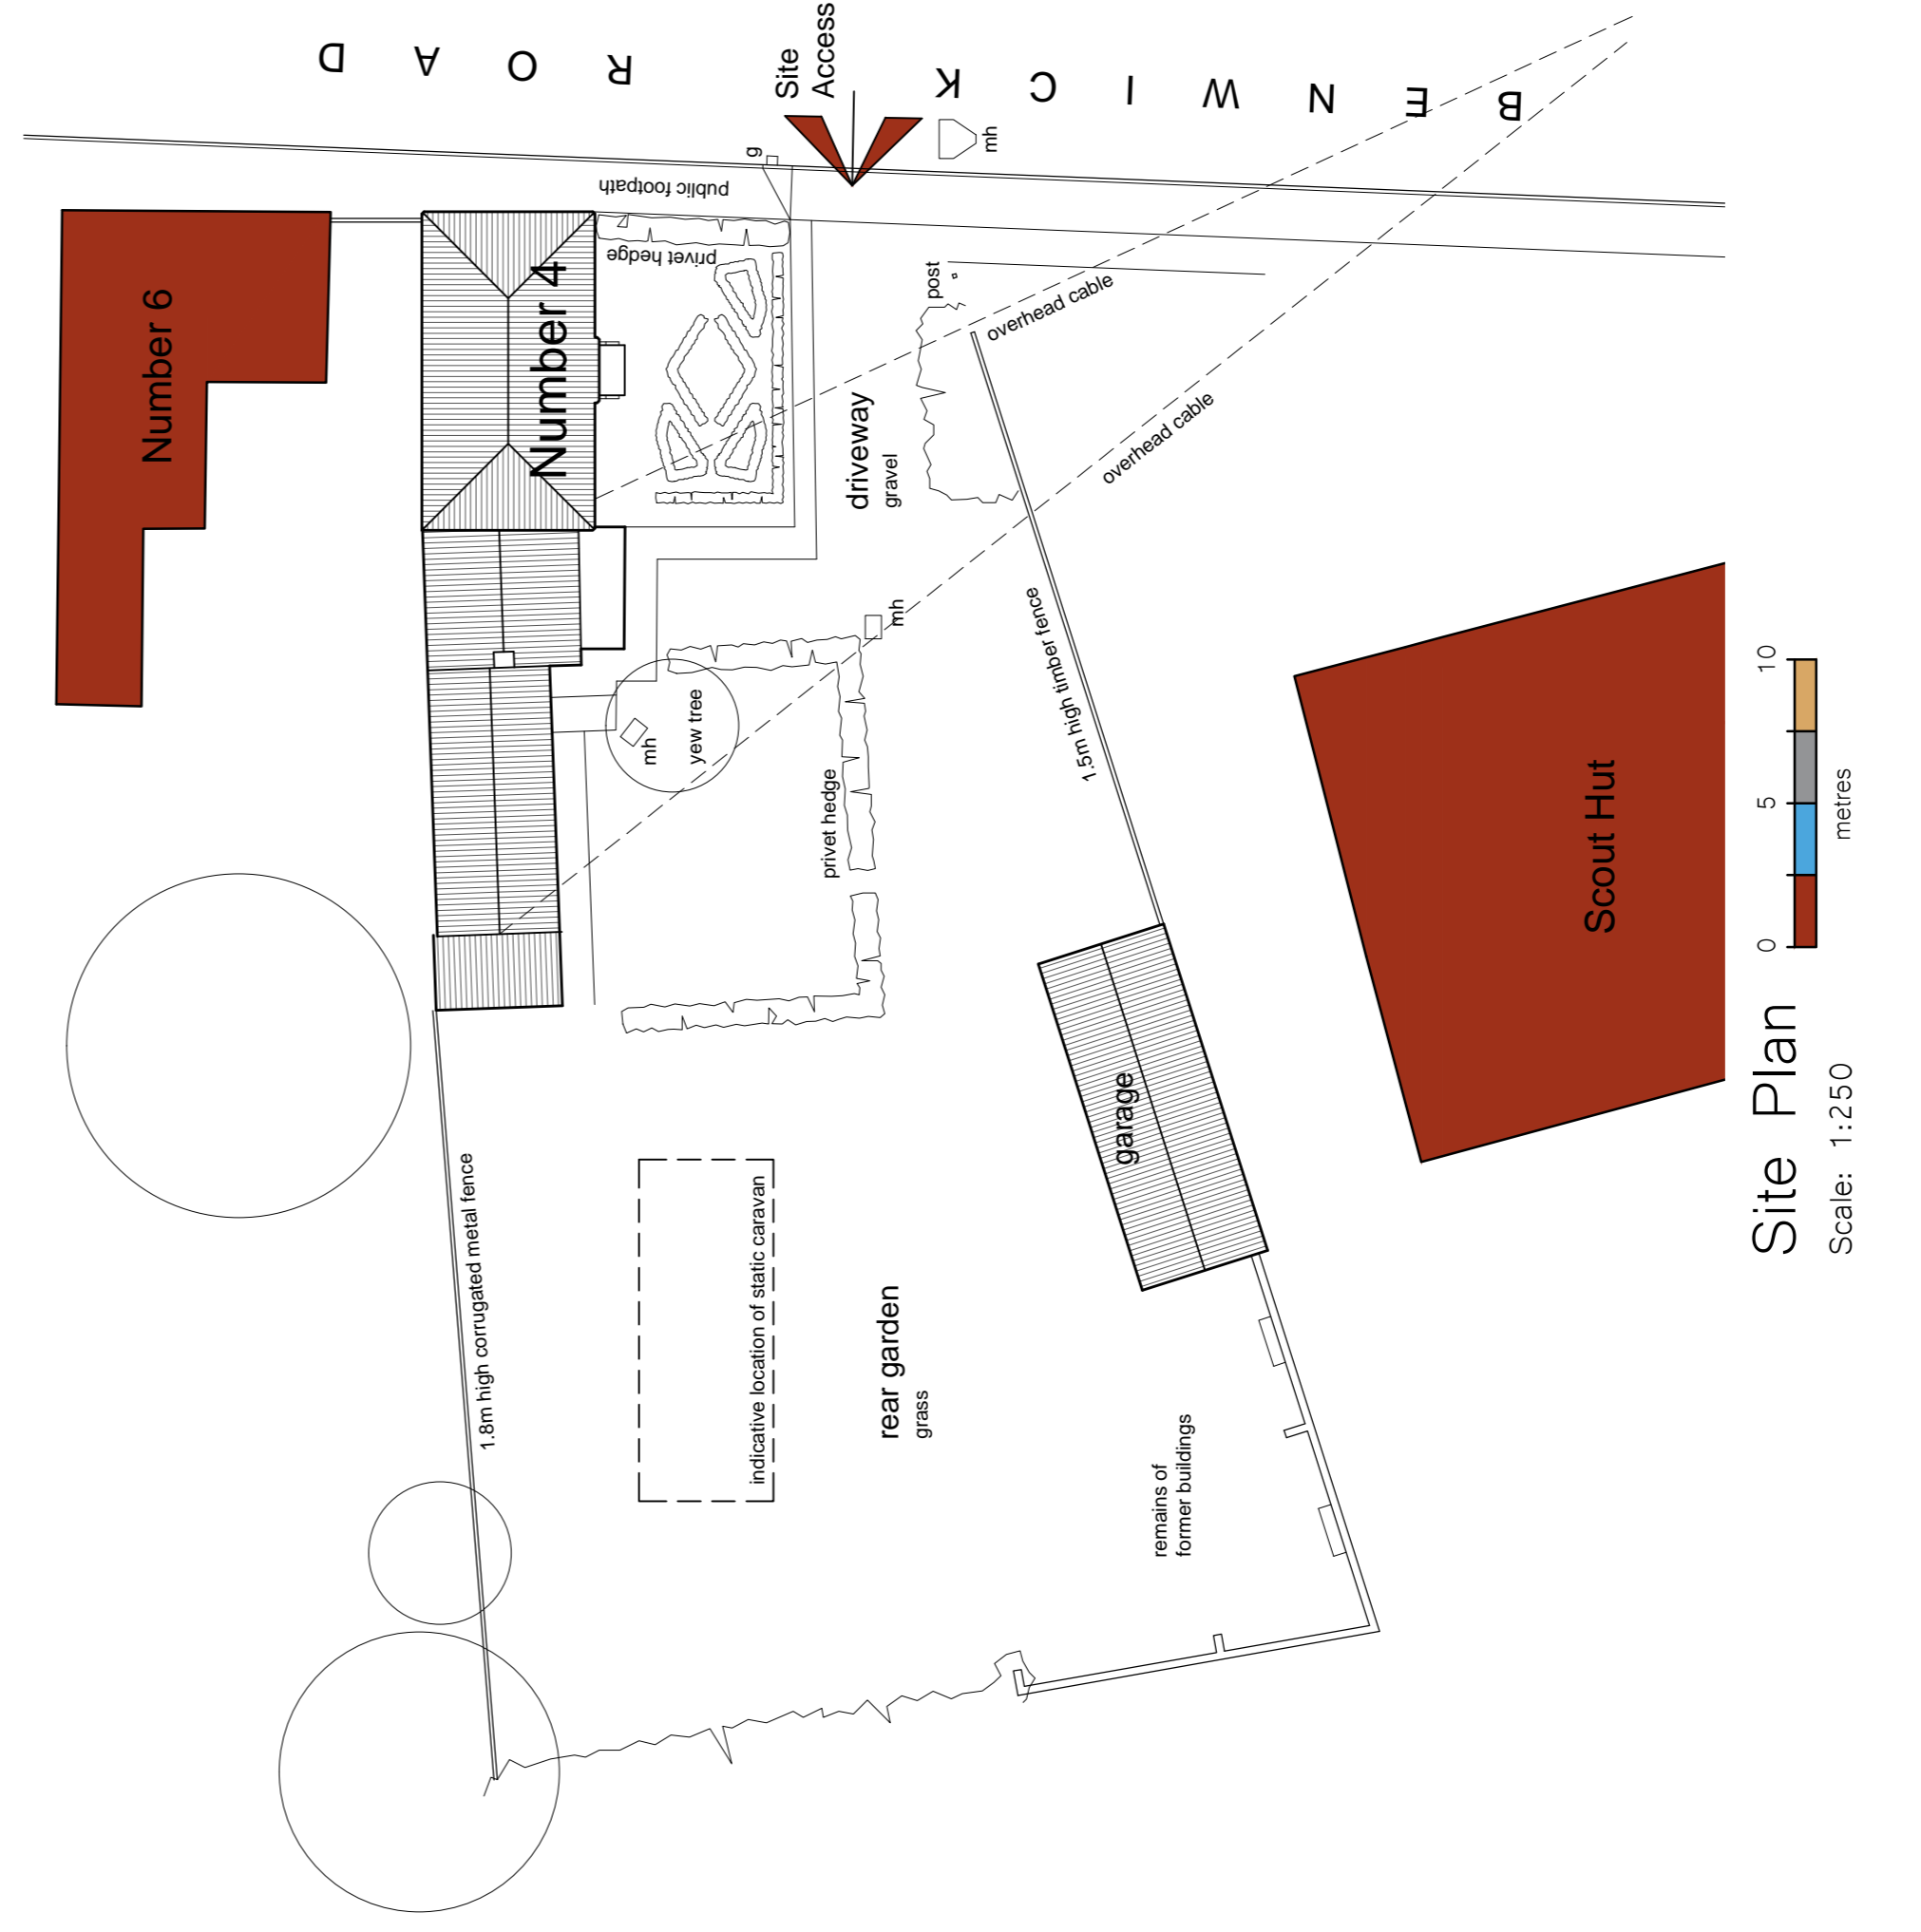 BENWICK ROAD
Site
Access
mh
g
public footpath
privet hedge
Number 6
Number 4
post
overhead cable
overhead cable
driveway
gravel
mh
1.5m high timber fence
mh
yew tree
privet hedge
Scout Hut
garage
1.8m high corrugated metal fence
indicative location of static caravan
rear garden
grass
remains of
former buildings
Site Plan
Scale: 1:250
0 5 10
metres